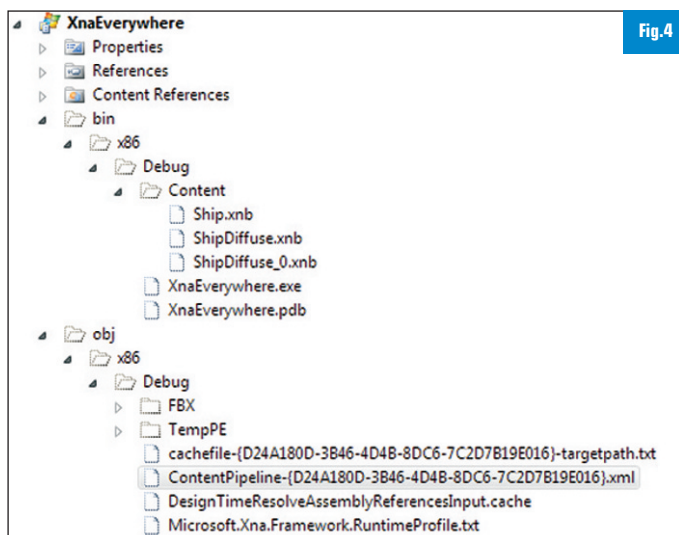 XnaEverywhere
Fig.4
Properties
References
Content References
bin
x86
Debug
Content
Ship.xnb
ShipDiffuse.xnb
ShipDiffuse_0.xnb
XnaEverywhere.exe
XnaEverywhere.pdb
obj
x86
Debug
FBX
TempPE
cachefile-{D24A180D-3B46-4D4B-8DC6-7C2D7B19E016}-targetpath.txt
ContentPipeline-{D24A180D-3B46-4D4B-8DC6-7C2D7B19E016}.xml
DesignTimeResolveAssemblyReferencesInput.cache
Microsoft.Xna.Framework.RuntimeProfile.txt